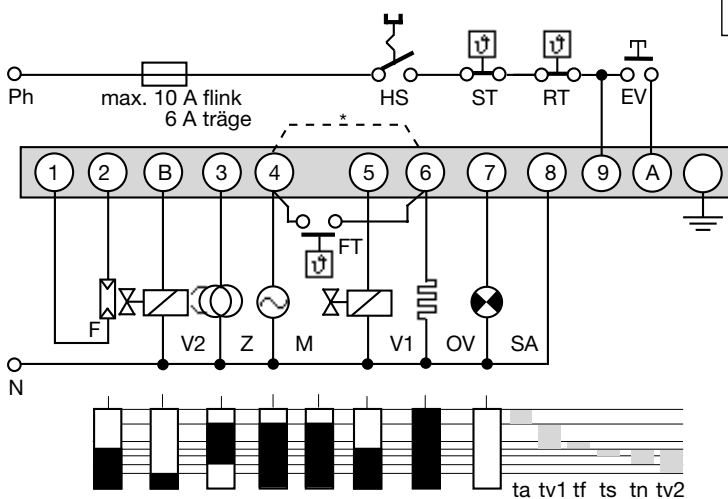 ϑ ϑ
Ph max. 10 A flink HS ST RT EV
6 A träge
*
1 2 B 3 4 5 6 7 8 9 A
FT
ϑ
F V2 Z M V1 OV SA
N
ta tv1 tf ts tn tv2